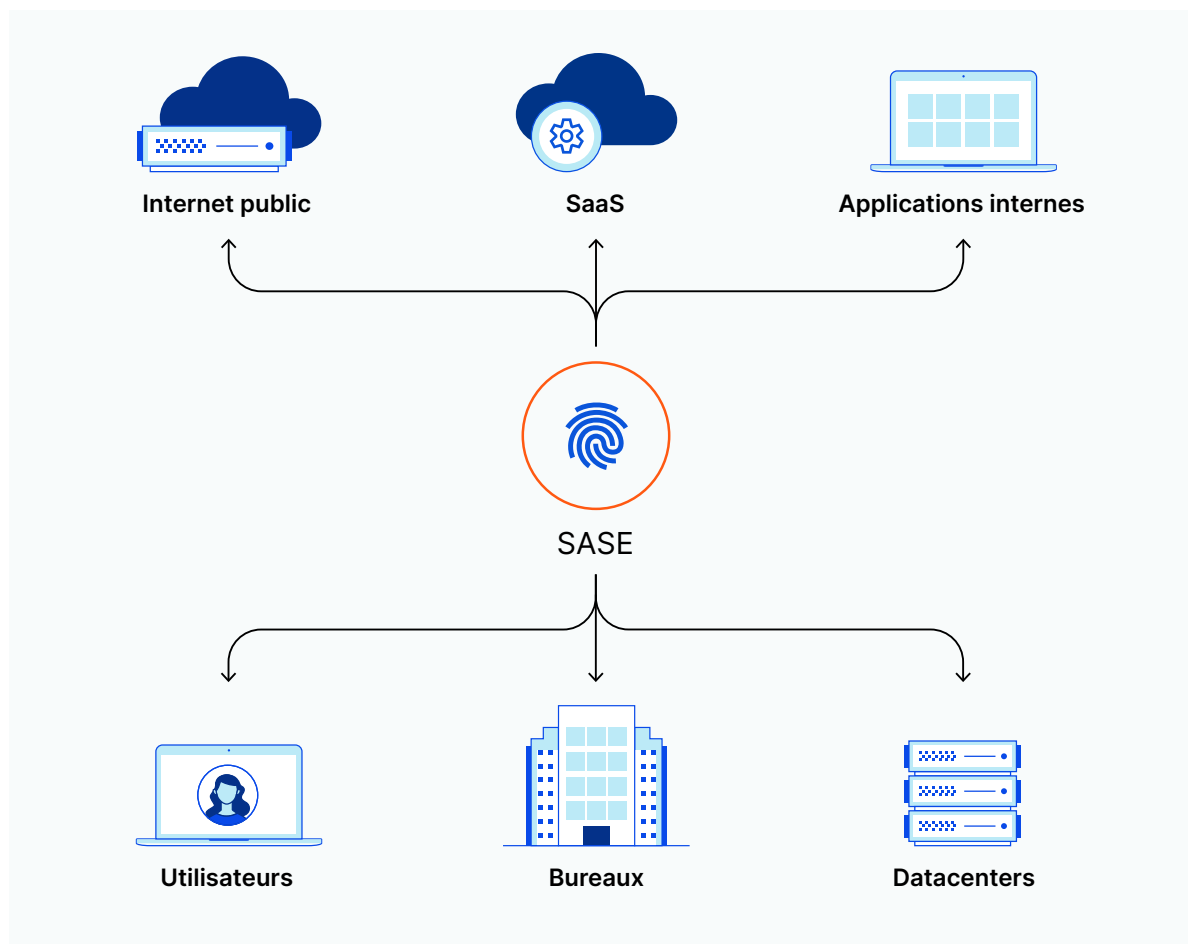 Internet public
SaaS
Applications internes
SASE
Utilisateurs
Bureaux
Datacenters